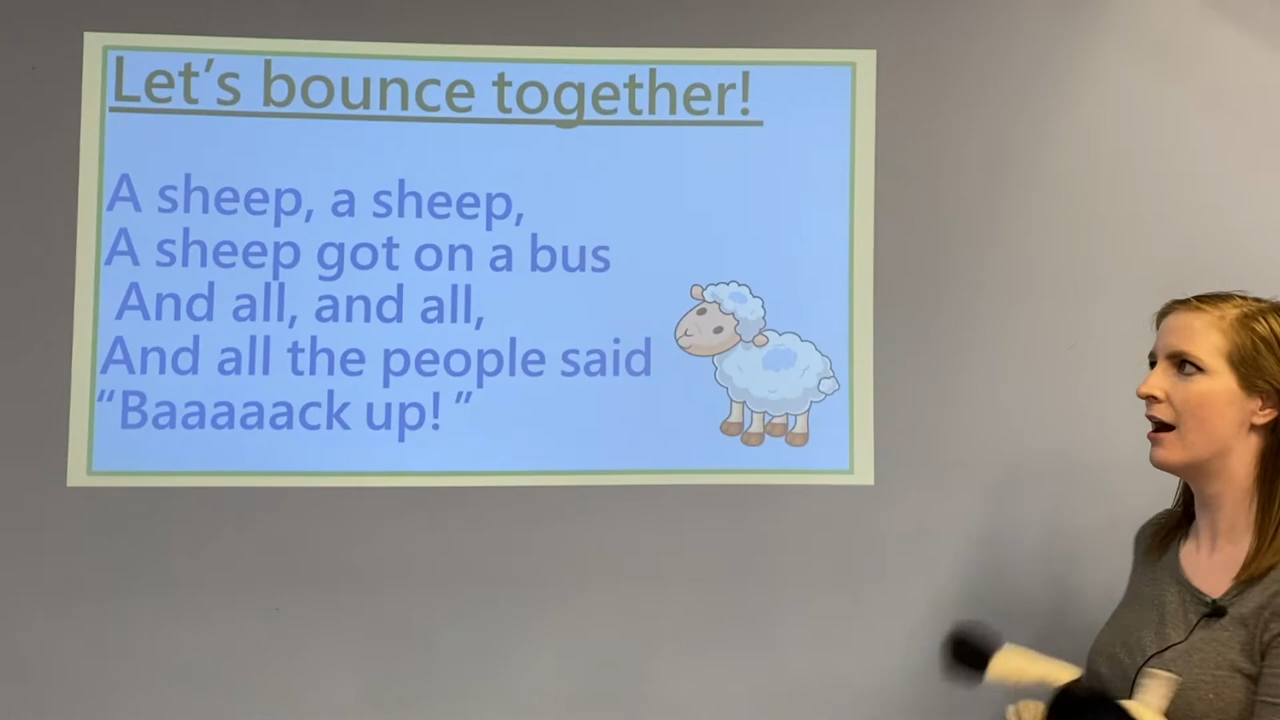 Let's bounce together!
A sheep, a sheep,
A sheep got on a bus
And all, and all,
And all the people said
“Baaaaack up! ”